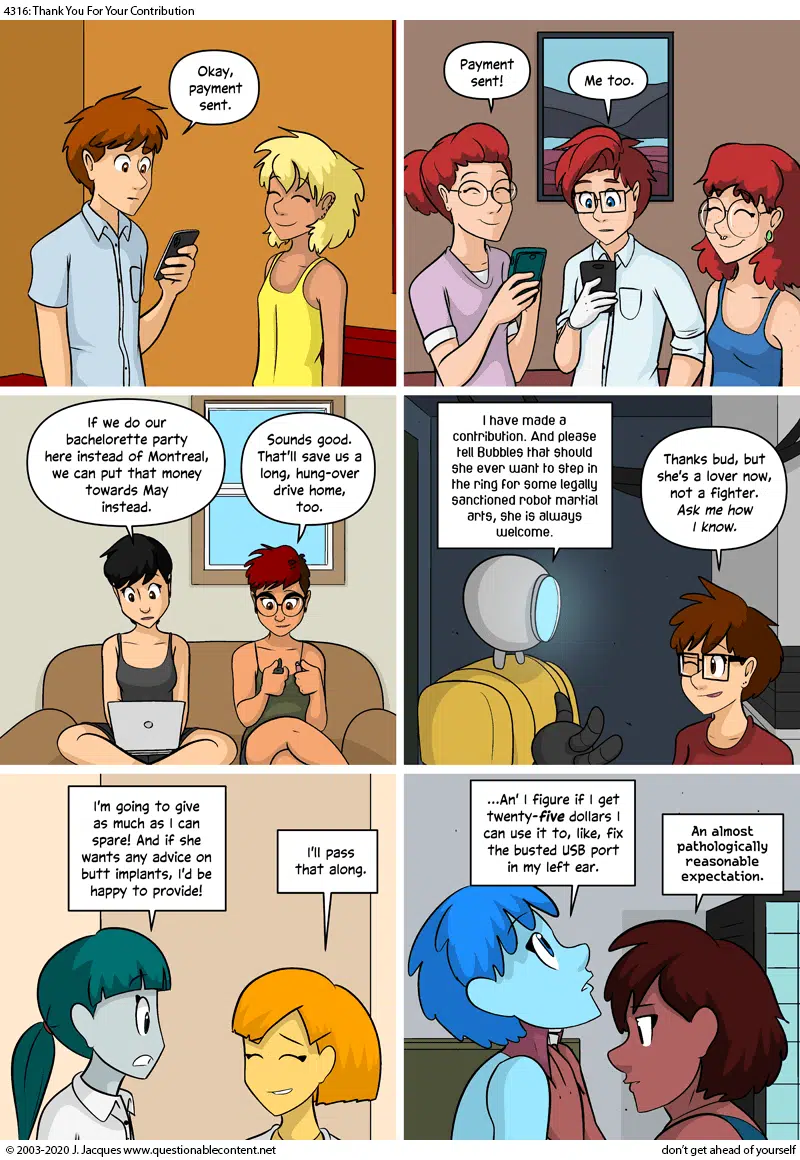 4316: Thank You For Your Contribution
Okay,
payment
sent.
Payment
sent!
Me too.
If we do our
bachelorette party
here instead of Montreal,
we can put that money
towards May
instead.
Sounds good.
That'll save us a
long, hung-over
drive home,
too.
I have made a
contribution. And please
tell Bubbles that should
she ever want to step in
the ring for some legally
sanctioned robot martial
arts, she is always
welcome.
Thanks bud, but
she's a lover now,
not a fighter.
Ask me how
I know.
I'm going to give
as much as I can
spare! And if she
wants any advice on
butt implants, I'd be
happy to provide!
I'll pass
that along.
...An' I figure if I get
twenty-five dollars I
can use it to, like, fix
the busted USB port
in my left ear.
An almost
pathologically
reasonable
expectation.
© 2003-2020 J. Jacques www.questionablecontent.net
don't get ahead of yourself